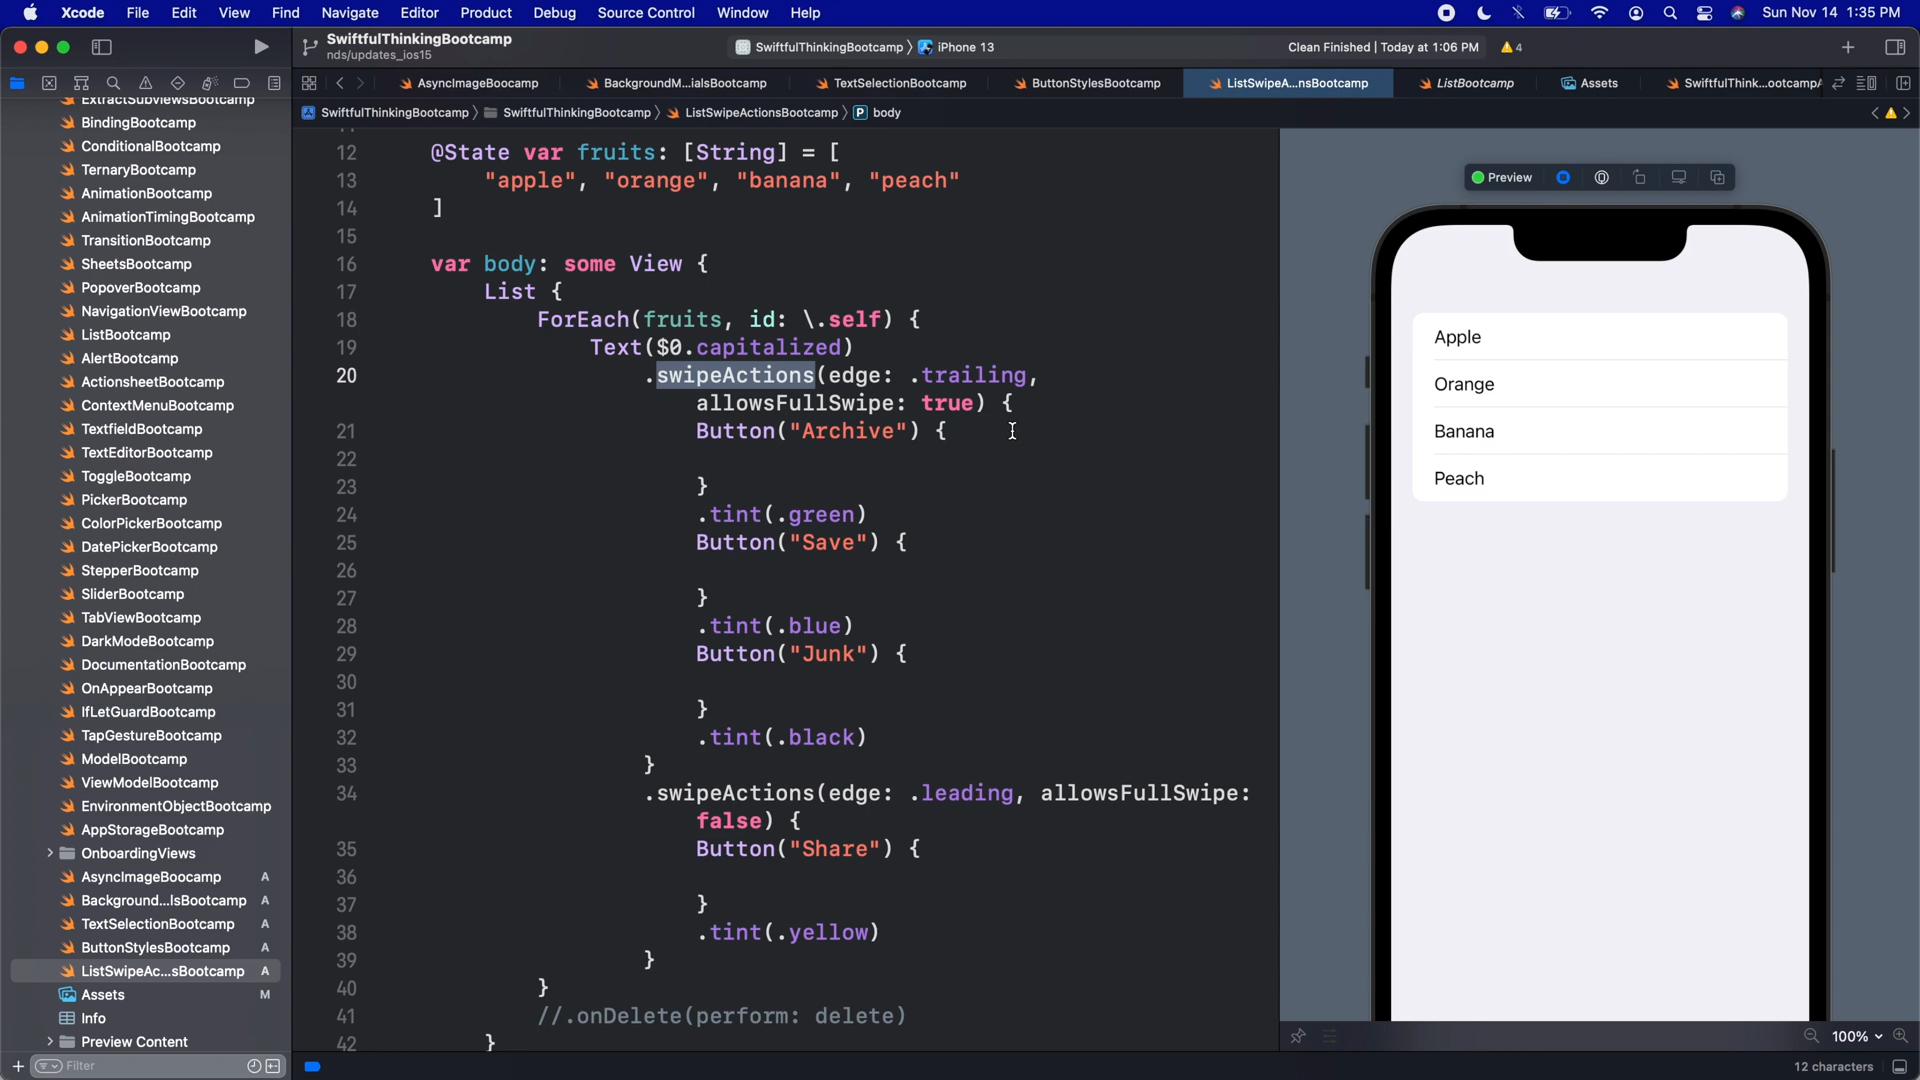 Xcode File Edit View Find Navigate Editor Product Debug Source Control Window Help Sun Nov 14 1:35 PM
SwiftfulThinkingBootcamp
nds/updates_ios15
SwiftfulThinkingBootcamp 〉 iPhone 13
Clean Finished | Today at 1:06 PM 4
AsyncImageBoocamp BackgroundM...ialsBootcamp TextSelectionBootcamp ButtonStylesBootcamp ListSwipeA...nsBootcamp ListBootcamp Assets SwiftfulThink...ootcampA
SwiftfulThinkingBootcamp 〉 SwiftfulThinkingBootcamp 〉 ListSwipeActionsBootcamp 〉 P body
ExtractSubviewsBootcamp
BindingBootcamp
ConditionalBootcamp
TernaryBootcamp
AnimationBootcamp
AnimationTimingBootcamp
TransitionBootcamp
SheetsBootcamp
PopoverBootcamp
NavigationViewBootcamp
ListBootcamp
AlertBootcamp
ActionsheetBootcamp
ContextMenuBootcamp
TextfieldBootcamp
TextEditorBootcamp
ToggleBootcamp
PickerBootcamp
ColorPickerBootcamp
DatePickerBootcamp
StepperBootcamp
SliderBootcamp
TabViewBootcamp
DarkModeBootcamp
DocumentationBootcamp
OnAppearBootcamp
IfLetGuardBootcamp
TapGestureBootcamp
ModelBootcamp
ViewModelBootcamp
EnvironmentObjectBootcamp
AppStorageBootcamp
OnboardingViews
AsyncImageBoocamp A
Background...lsBootcamp A
TextSelectionBootcamp A
ButtonStylesBootcamp A
ListSwipeAc...sBootcamp A
Assets M
Info
Preview Content
Filter
12 @State var fruits: [String] = [
13 "apple", "orange", "banana", "peach"
14 ]
15
16 var body: some View {
17 List {
18 ForEach(fruits, id: \.self) {
19 Text($0.capitalized)
20 .swipeActions(edge: .trailing,
allowsFullSwipe: true) {
21 Button("Archive") {
22
23 }
24 .tint(.green)
25 Button("Save") {
26
27 }
28 .tint(.blue)
29 Button("Junk") {
30
31 }
32 .tint(.black)
33 }
34 .swipeActions(edge: .leading, allowsFullSwipe:
false) {
35 Button("Share") {
36
37 }
38 .tint(.yellow)
39 }
40 }
41 //.onDelete(perform: delete)
42 }
Preview
Apple
Orange
Banana
Peach
100%
12 characters